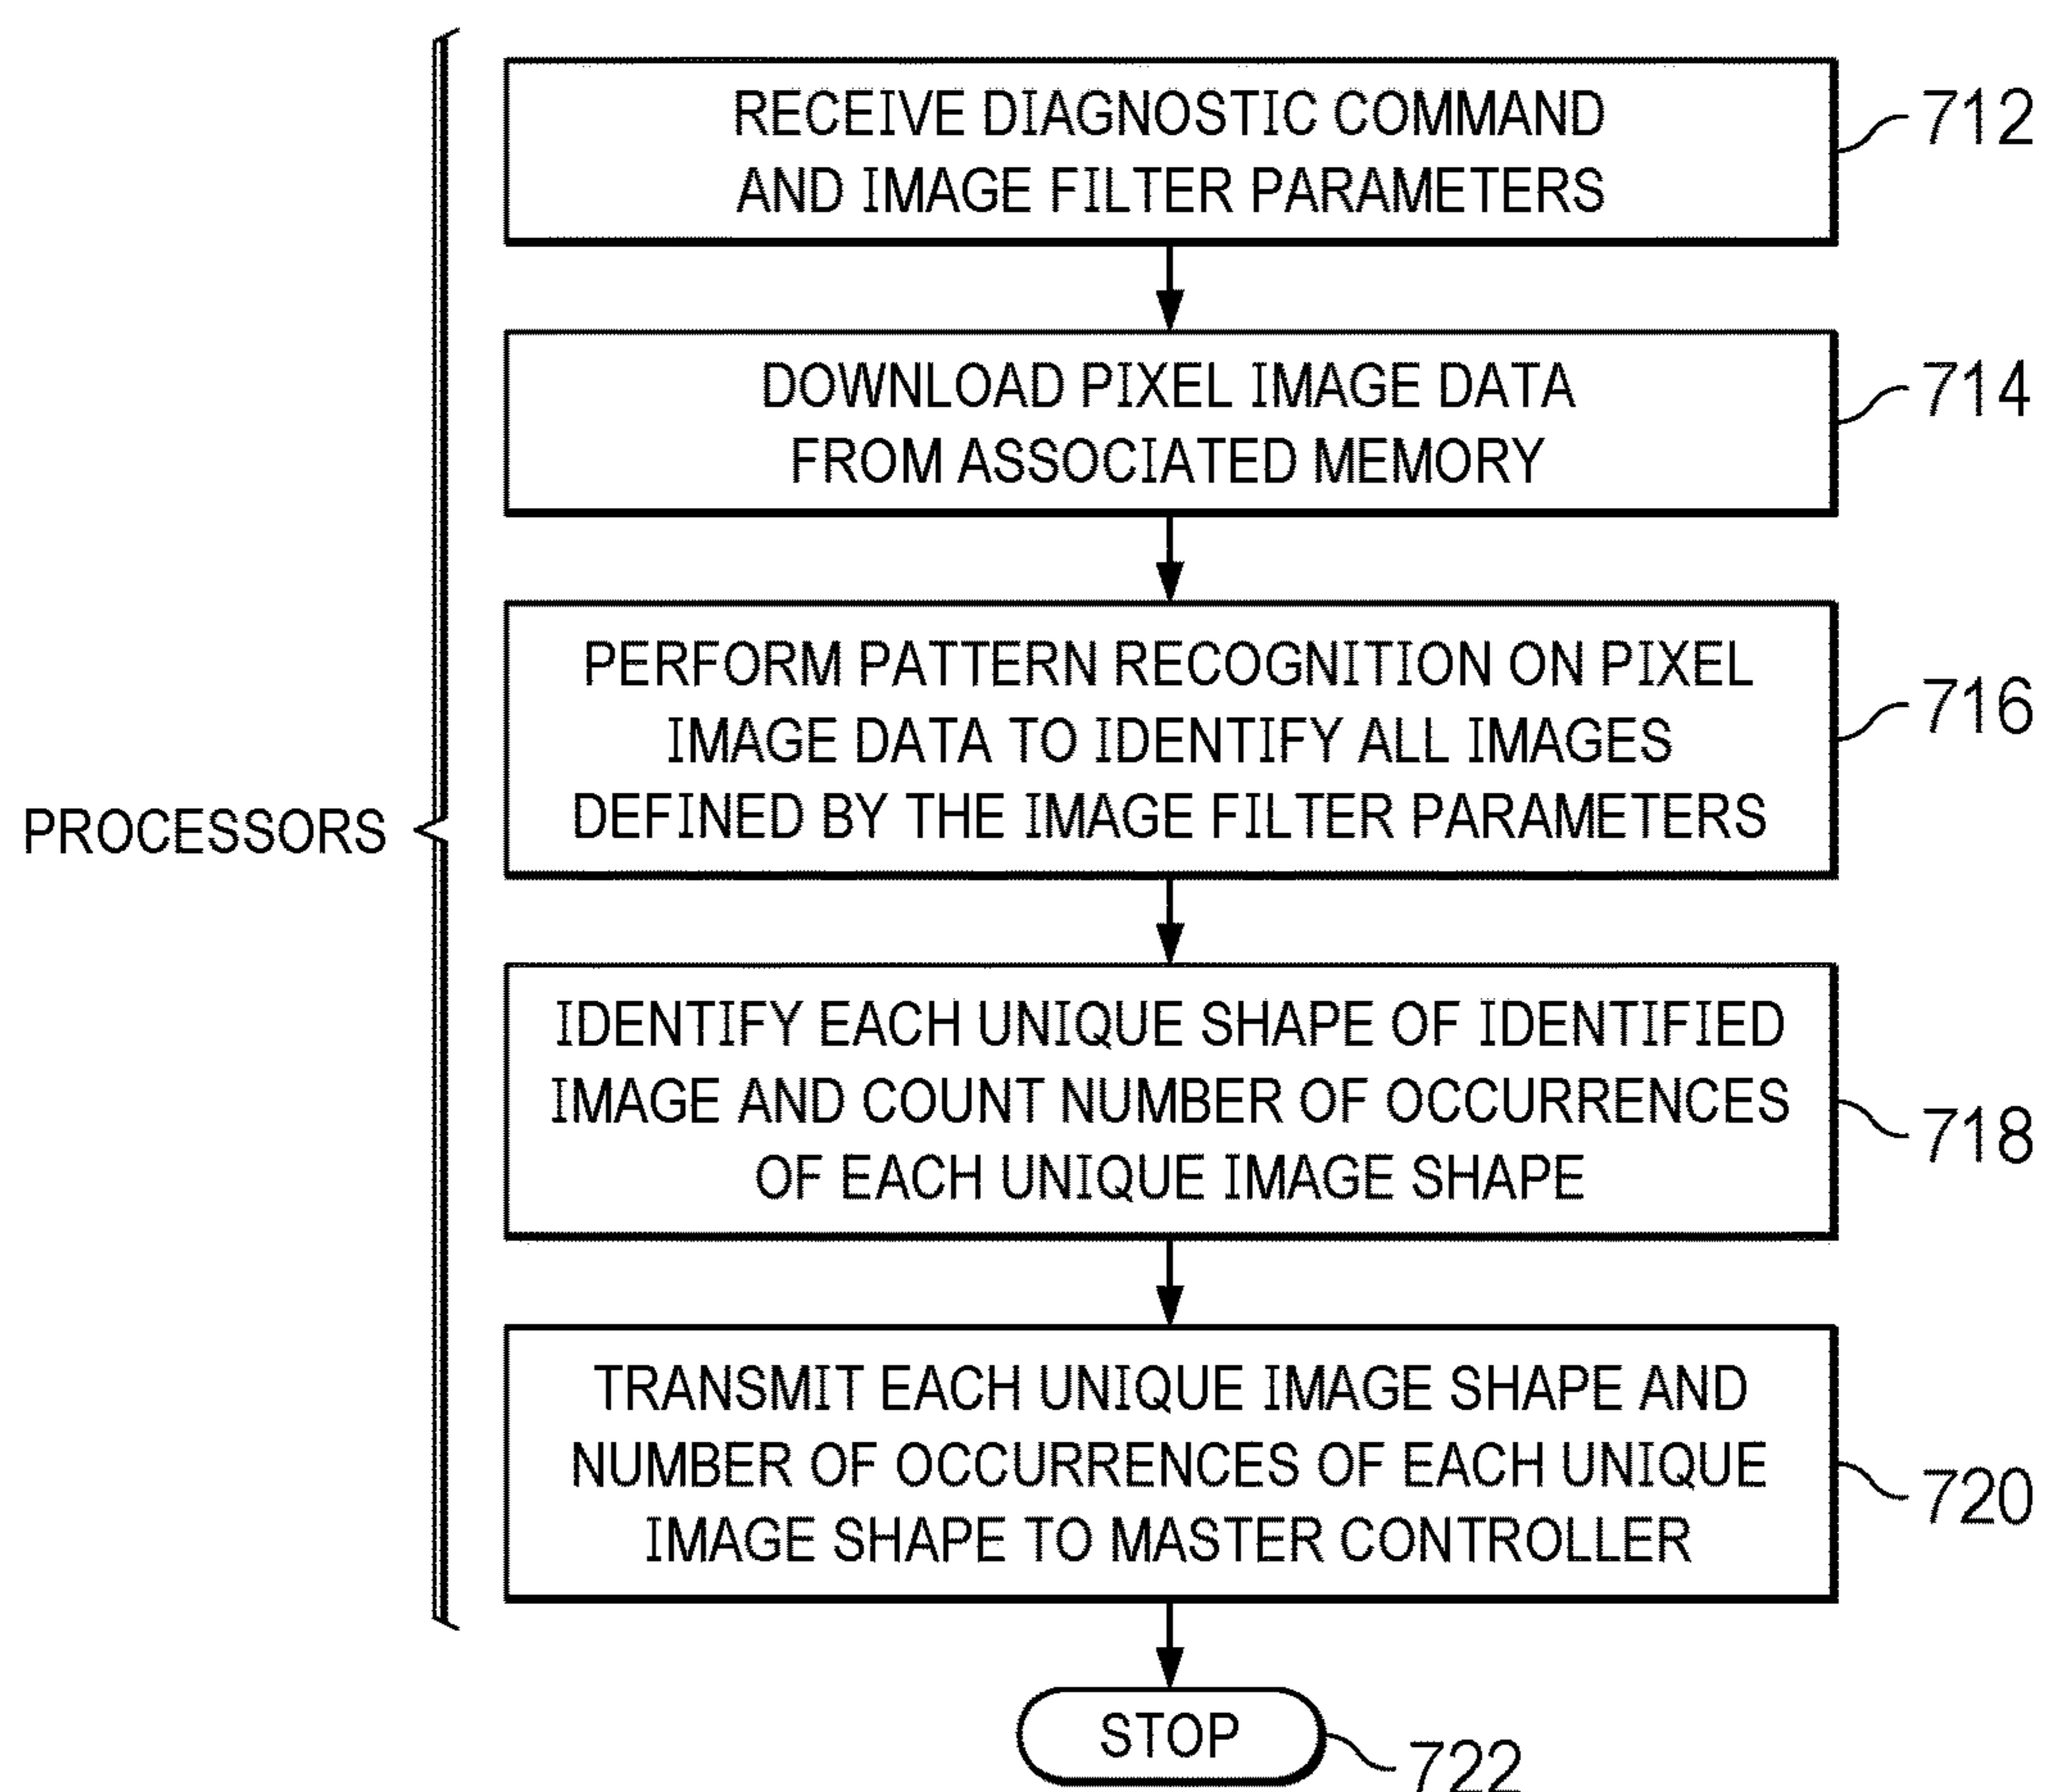 RECEIVE DIAGNOSTIC COMMAND
AND IMAGE FILTER PARAMETERS
712
DOWNLOAD PIXEL IMAGE DATA
FROM ASSOCIATED MEMORY
714
PERFORM PATTERN RECOGNITION ON PIXEL
IMAGE DATA TO IDENTIFY ALL IMAGES
DEFINED BY THE IMAGE FILTER PARAMETERS
716
PROCESSORS
IDENTIFY EACH UNIQUE SHAPE OF IDENTIFIED
IMAGE AND COUNT NUMBER OF OCCURRENCES
OF EACH UNIQUE IMAGE SHAPE
718
TRANSMIT EACH UNIQUE IMAGE SHAPE AND
NUMBER OF OCCURRENCES OF EACH UNIQUE
IMAGE SHAPE TO MASTER CONTROLLER
720
STOP
722